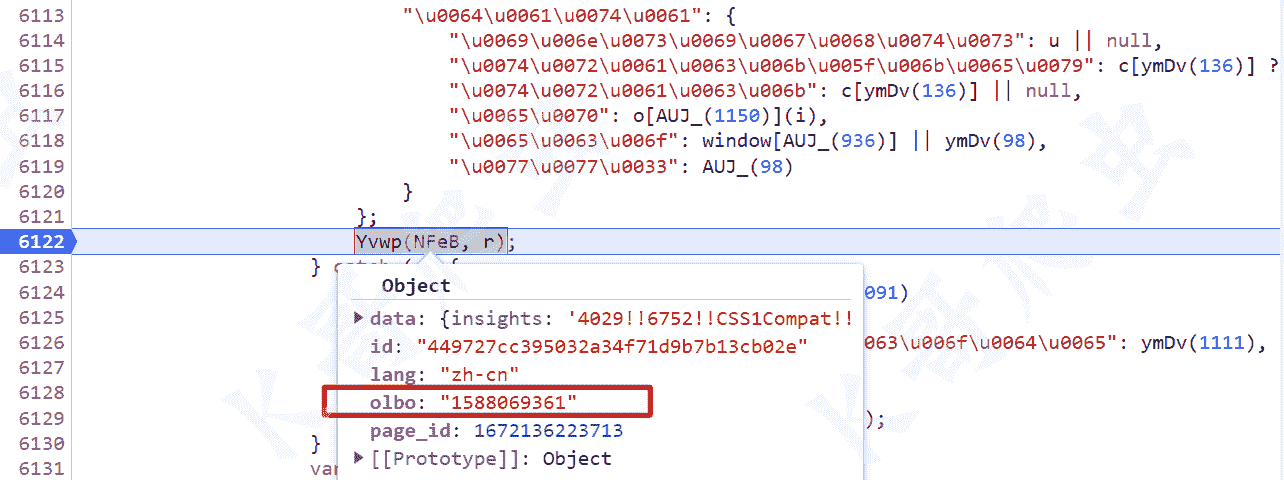 6113 "\u0064\u0061\u0074\u0061": {
6114 "\u0069\u006e\u0073\u0069\u0067\u0068\u0074\u0073": u || null,
6115 "\u0074\u0072\u0061\u0063\u006b\u005f\u006b\u0065\u0079": c[ymDv(136)] ?
6116 "\u0074\u0072\u0061\u0063\u006b": c[ymDv(136)] || null,
6117 "\u0065\u0070": o[AUJ_(1150)](i),
6118 "\u0065\u0063\u006f": window[AUJ_(936)] || ymDv(98),
6119 "\u0077\u0077\u0033": AUJ_(98)
6120 }
6121 };
6122 Yvwp(NFeB, r);
6123 }
Object
6124 091)
6125 data: {insights: '4029!!6752!!CSS1Compat!!
6126 id: "449727cc395032a34f71d9b7b13cb02e" 063\u006f\u0064\u0065": ymDv(1111),
6127 lang: "zh-cn"
6128 olbo: "1588069361"
6129 page_id: 1672136223713 );
6130 }
[[Prototype]]: Object
6131 var
K哥爬虫